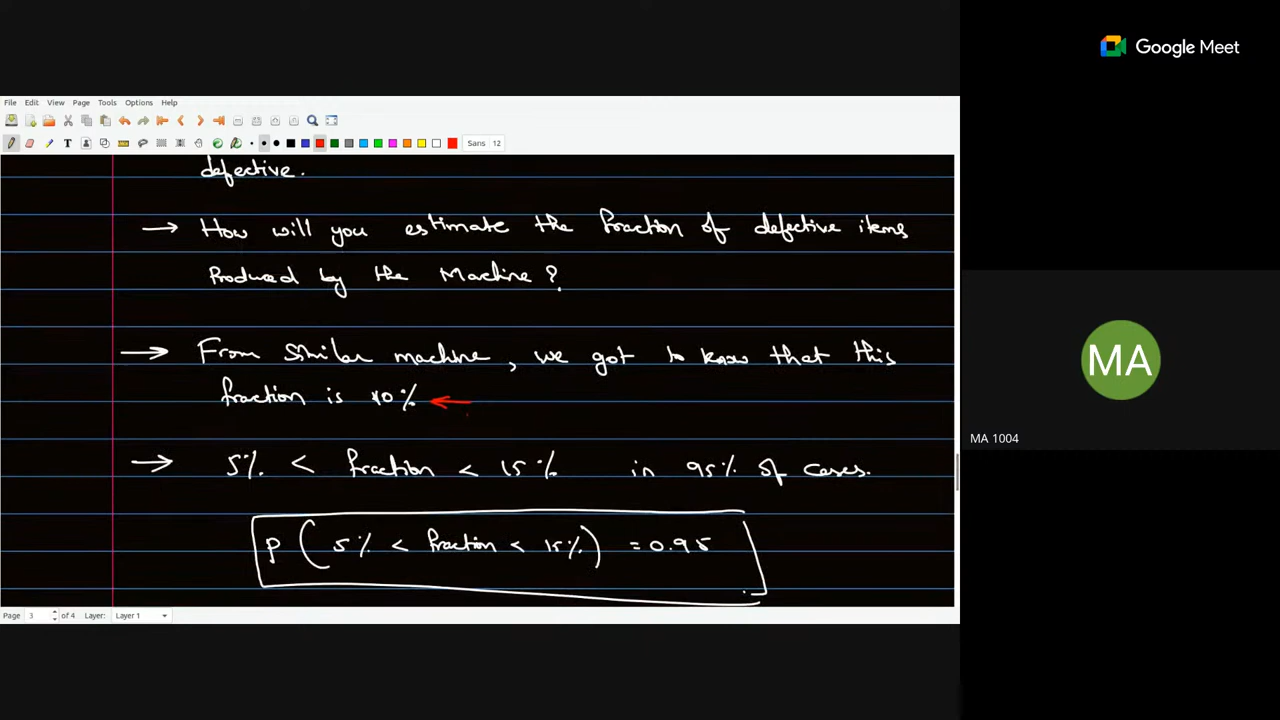 Google Meet
File Edit View Page Tools Options Help
Sans 12
defective.
→ How will you estimate the fraction of defective items
Produced by the Machine?
→ From similar machine, we got to know that this
fraction is 10% ←
→ 5% < fraction < 15% in 95% of cases.
P (5% < fraction < 15%) = 0.95
MA
MA 1004
Page 3 of 4 Layer: Layer 1